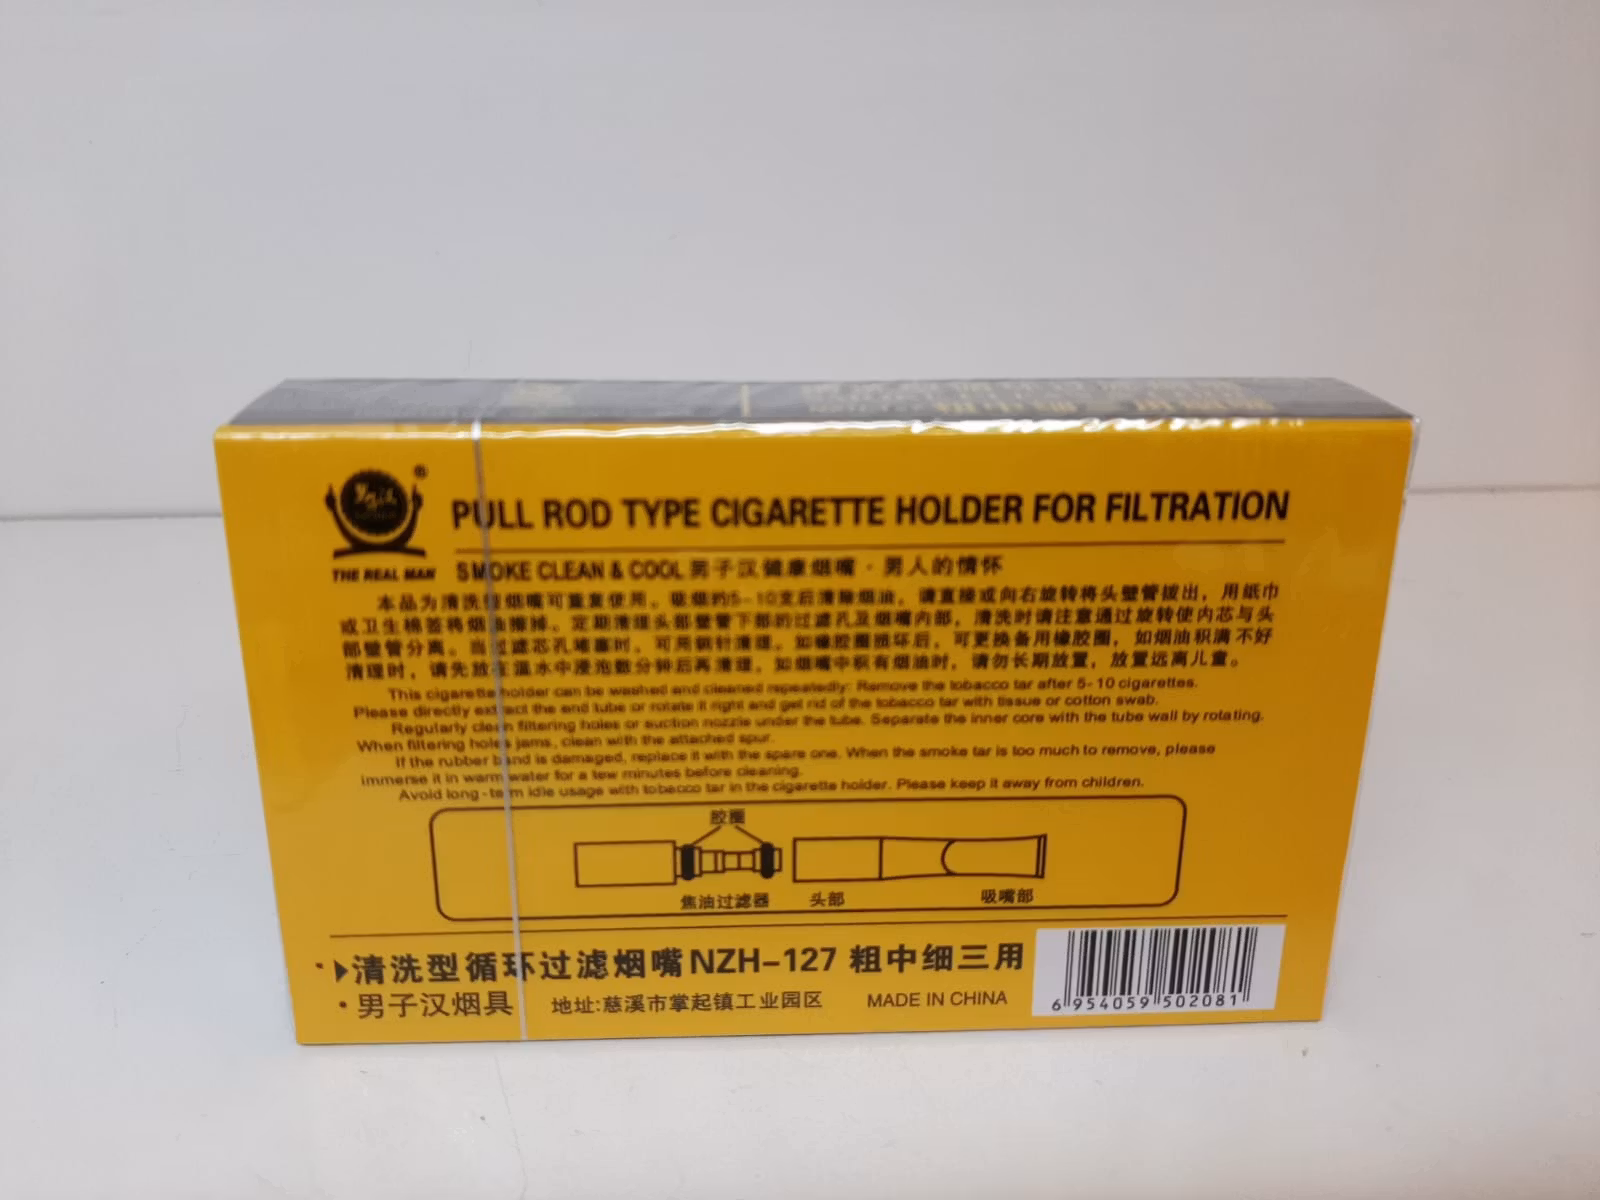 ®
PULL ROD TYPE CIGARETTE HOLDER FOR FILTRATION
THE REAL MAN
SMOKE CLEAN & COOL 男子汉健康烟嘴·男人的情怀
本品为清洗型烟嘴可重复使用。吸烟约5-10支后清除烟油，请直接或向右旋转将头壁管拨出，用纸巾
或卫生棉签将烟油擦掉。定期清理头部壁管下部的过滤孔及烟嘴内部，清洗时请注意通过旋转使内芯与头
部壁管分离。当过滤芯孔堵塞时，可用钢针清理。如橡胶圈损坏后，可更换备用橡胶圈，如烟油积满不好
清理时，请先放在温水中浸泡数分钟后再清理。如烟嘴中积有烟油时，请勿长期放置，放置远离儿童。
This cigarette holder can be washed and cleaned repeatedly: Remove the tobacco tar after 5-10 cigarettes.
Please directly extract the end tube or rotate it right and get rid of the tobacco tar with tissue or cotton swab.
Regularly clean filtering holes or suction nozzle under the tube. Separate the inner core with the tube wall by rotating.
When filtering holes jams, clean with the attached spur.
If the rubber band is damaged, replace it with the spare one. When the smoke tar is too much to remove, please
immerse it in warm water for a few minutes before cleaning.
Avoid long-term idle usage with tobacco tar in the cigarette holder. Please keep it away from children.
胶圈
焦油过滤器 头部 吸嘴部
清洗型循环过滤烟嘴NZH-127 粗中细三用
·男子汉烟具 地址:慈溪市掌起镇工业园区 MADE IN CHINA
6 954059 502081